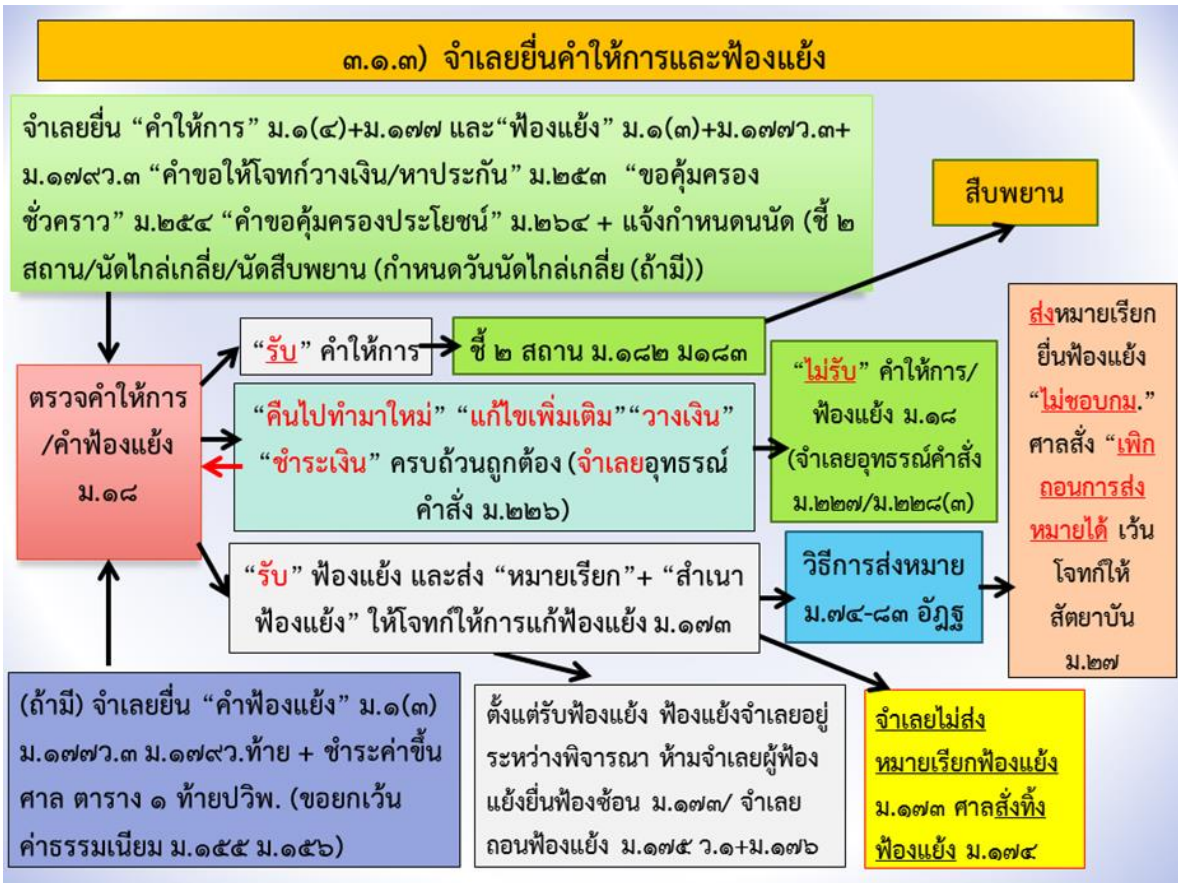 ๓.๑.๓) จำเลยยื่นคำให้การและฟ้องแย้ง
จำเลยยื่น “คำให้การ” ม.๑(๔)+ม.๑๗๗ และ“ฟ้องแย้ง” ม.๑(๓)+ม.๑๗๗ว.๓+
ม.๑๗๙ว.๓ “คำขอให้โจทก์วางเงิน/หาประกัน” ม.๒๕๓ “ขอคุ้มครอง
ชั่วคราว” ม.๒๕๔ “คำขอคุ้มครองประโยชน์” ม.๒๖๔ + แจ้งกำหนดนนัด (ชี้ ๒
สถาน/นัดไกล่เกลี่ย/นัดสืบพยาน (กำหนดวันนัดไกล่เกลี่ย (ถ้ามี))
สืบพยาน
“รับ” คำให้การ
ชี้ ๒ สถาน ม.๑๘๒ ม๑๘๓
ตรวจคำให้การ
/คำฟ้องแย้ง
ม.๑๘
“คืนไปทำมาใหม่” “แก้ไขเพิ่มเติม”“วางเงิน”
“ชำระเงิน” ครบถ้วนถูกต้อง (จำเลยอุทธรณ์
คำสั่ง ม.๒๒๖)
“ไม่รับ” คำให้การ/
ฟ้องแย้ง ม.๑๘
(จำเลยอุทธรณ์คำสั่ง
ม.๒๒๗/ม.๒๒๘(๓)
ส่งหมายเรียก
ยื่นฟ้องแย้ง
“ไม่ชอบกม.”
ศาลสั่ง “เพิก
ถอนการส่ง
หมายได้ เว้น
โจทก์ให้
สัตยาบัน
ม.๒๗
“รับ” ฟ้องแย้ง และส่ง “หมายเรียก”+ “สำเนา
ฟ้องแย้ง” ให้โจทก์ให้การแก้ฟ้องแย้ง ม.๑๗๓
วิธีการส่งหมาย
ม.๗๔-๘๓ อัฎฐ
(ถ้ามี) จำเลยยื่น “คำฟ้องแย้ง” ม.๑(๓)
ม.๑๗๗ว.๓ ม.๑๗๙ว.ท้าย + ชำระค่าขึ้น
ศาล ตาราง ๑ ท้ายปวิพ. (ขอยกเว้น
ค่าธรรมเนียม ม.๑๕๕ ม.๑๕๖)
ตั้งแต่รับฟ้องแย้ง ฟ้องแย้งจำเลยอยู่
ระหว่างพิจารณา ห้ามจำเลยผู้ฟ้อง
แย้งยื่นฟ้องซ้อน ม.๑๗๓/ จำเลย
ถอนฟ้องแย้ง ม.๑๗๕ ว.๑+ม.๑๗๖
จำเลยไม่ส่ง
หมายเรียกฟ้องแย้ง
ม.๑๗๓ ศาลสั่งทิ้ง
ฟ้องแย้ง ม.๑๗๔